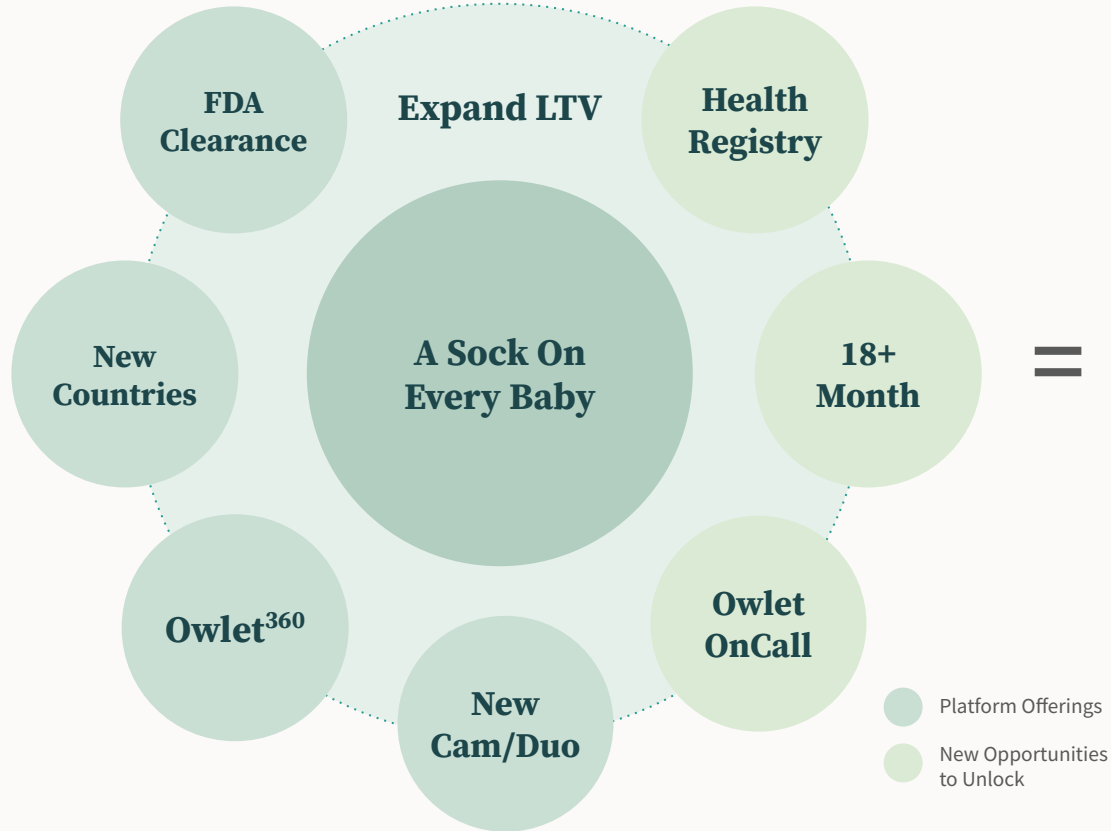 Expand LTV
FDA
Clearance
Health
Registry
New
Countries
A Sock On
Every Baby
18+
Month
=
Owlet³⁶⁰
Owlet
OnCall
New
Cam/Duo
Platform Offerings
New Opportunities
to Unlock